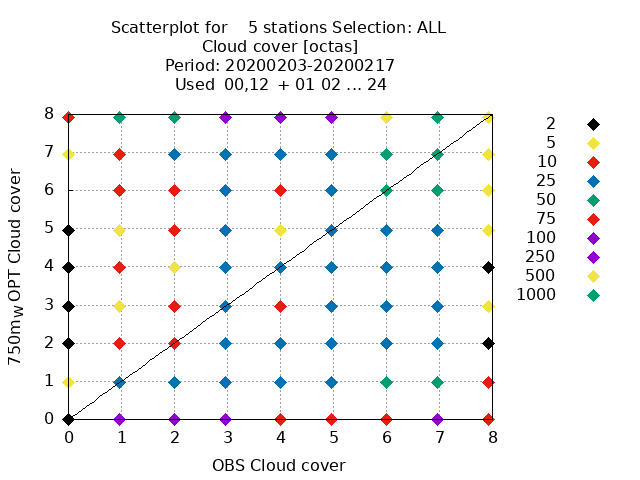 Scatterplot for 5 stations Selection: ALL
Cloud cover [octas]
Period: 20200203-20200217
Used 00,12 + 01 02 ... 24
8
7
6
5
4
3
2
1
0
750mW OPT Cloud cover
0 1 2 3 4 5 6 7 8
OBS Cloud cover
2
5
10
25
50
75
100
250
500
1000